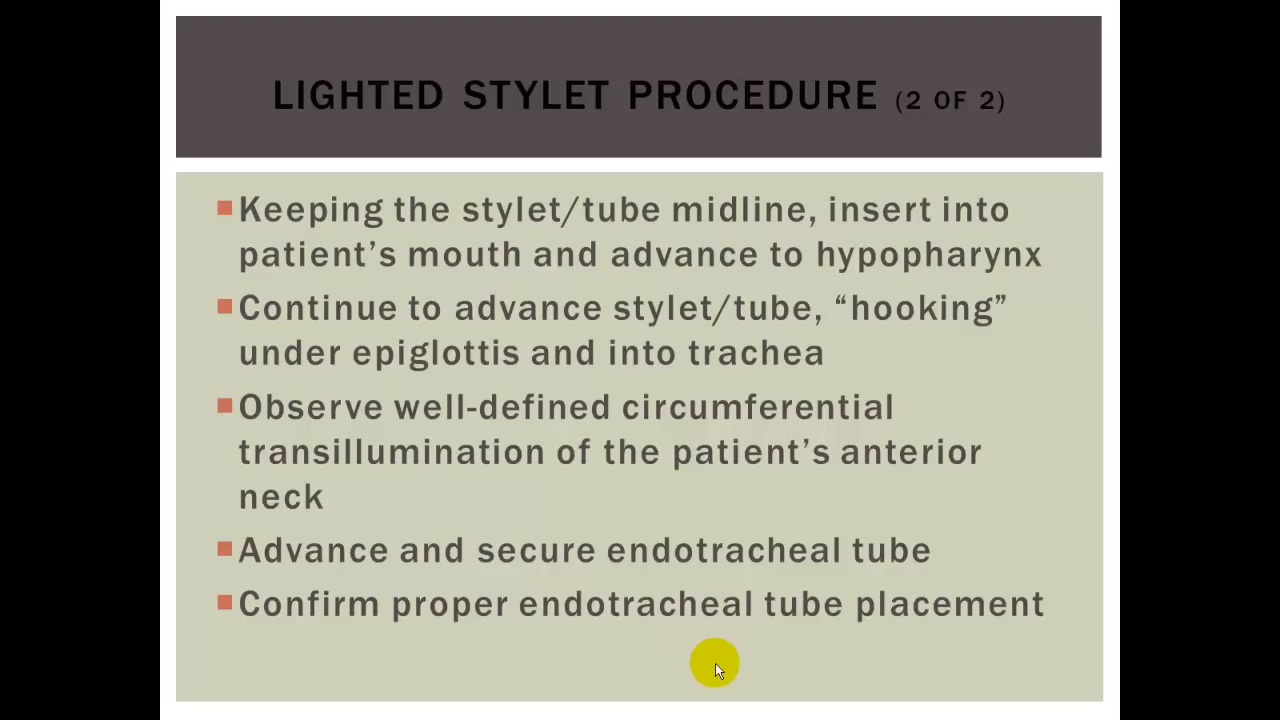 LIGHTED STYLET PROCEDURE (2 OF 2)
Keeping the stylet/tube midline, insert into
patient’s mouth and advance to hypopharynx
Continue to advance stylet/tube, “hooking”
under epiglottis and into trachea
Observe well-defined circumferential
transillumination of the patient’s anterior
neck
Advance and secure endotracheal tube
Confirm proper endotracheal tube placement